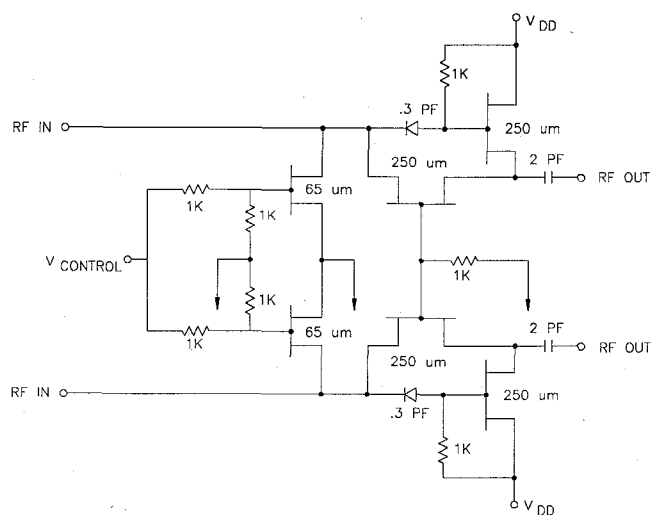 V DD
1K
.3 PF
RF IN
250 um
2 PF
250 um
65 um
RF OUT
1K
1K
V CONTROL
1K
1K
1K
65 um
2 PF
250 um
RF OUT
RF IN
.3 PF
250 um
1K
V DD